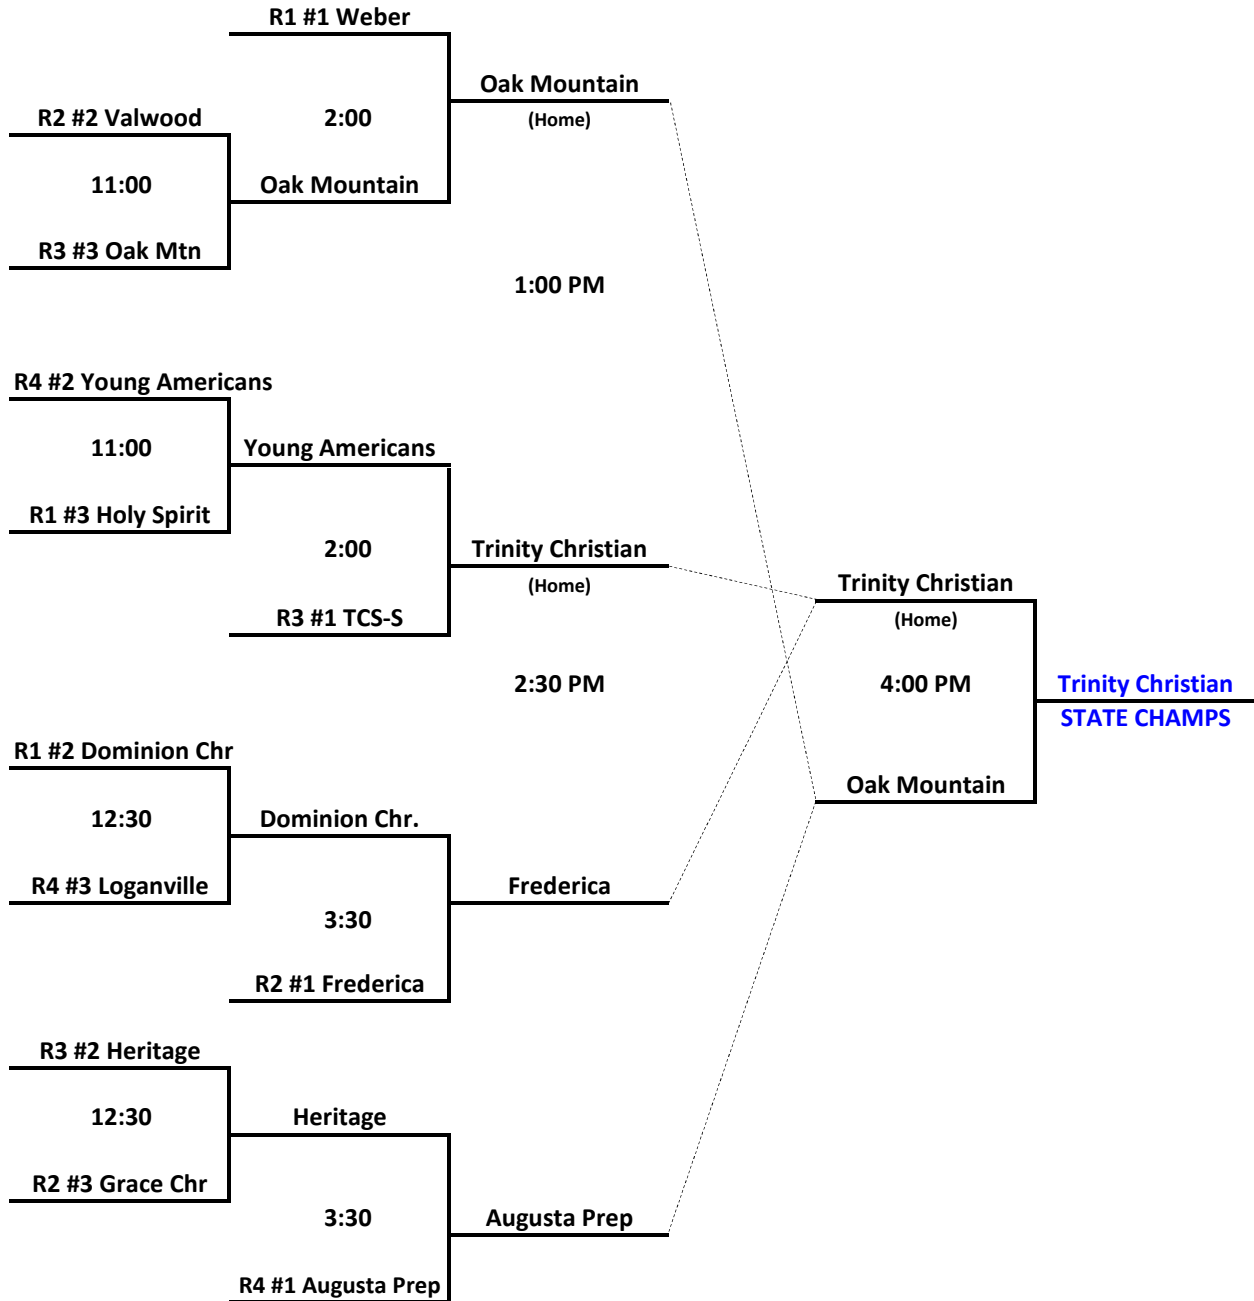 R1 #1 Weber
Oak Mountain
R2 #2 Valwood
2:00
(Home)
11:00
Oak Mountain
R3 #3 Oak Mtn
1:00 PM
R4 #2 Young Americans
11:00
Young Americans
R1 #3 Holy Spirit
2:00
Trinity Christian
(Home)
Trinity Christian
R3 #1 TCS-S
(Home)
2:30 PM
4:00 PM
Trinity Christian
STATE CHAMPS
R1 #2 Dominion Chr
Oak Mountain
12:30
Dominion Chr.
R4 #3 Loganville
Frederica
3:30
R2 #1 Frederica
R3 #2 Heritage
12:30
Heritage
R2 #3 Grace Chr
3:30
Augusta Prep
R4 #1 Augusta Prep